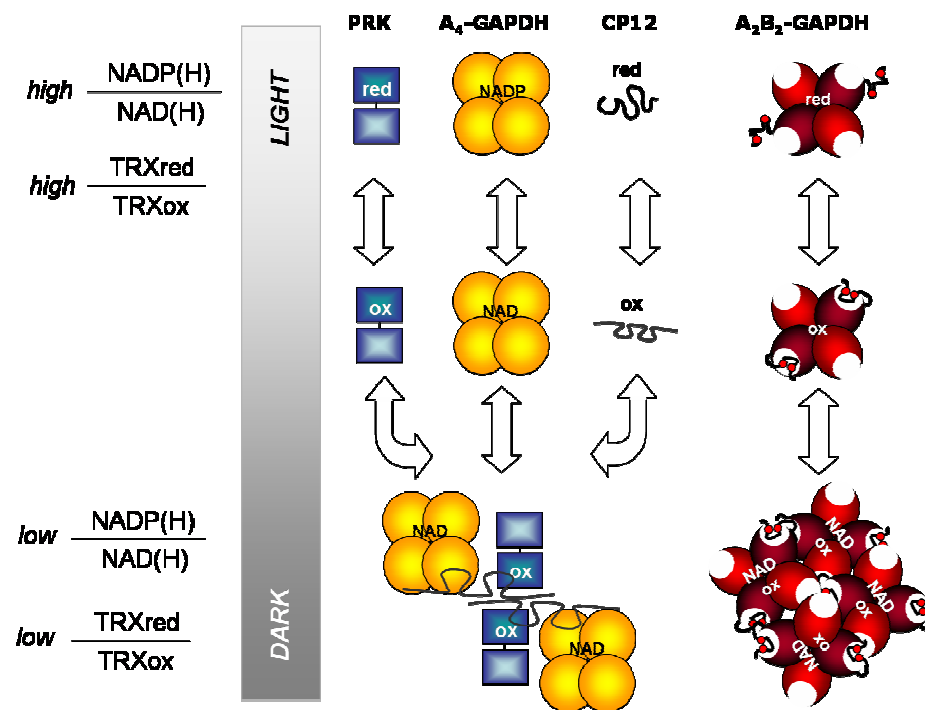 PRK A₄-GAPDH CP12 A₂B₂-GAPDH
high NADP(H)
NAD(H)
LIGHT
red
NADP
red
red
high TRXred
TRXox
ox
NAD
ox
ox
low NADP(H)
NAD(H)
DARK
NAD
ox
ox
NAD
NAD
ox
NAD
ox
ox
NAD
ox
NAD
low TRXred
TRXox